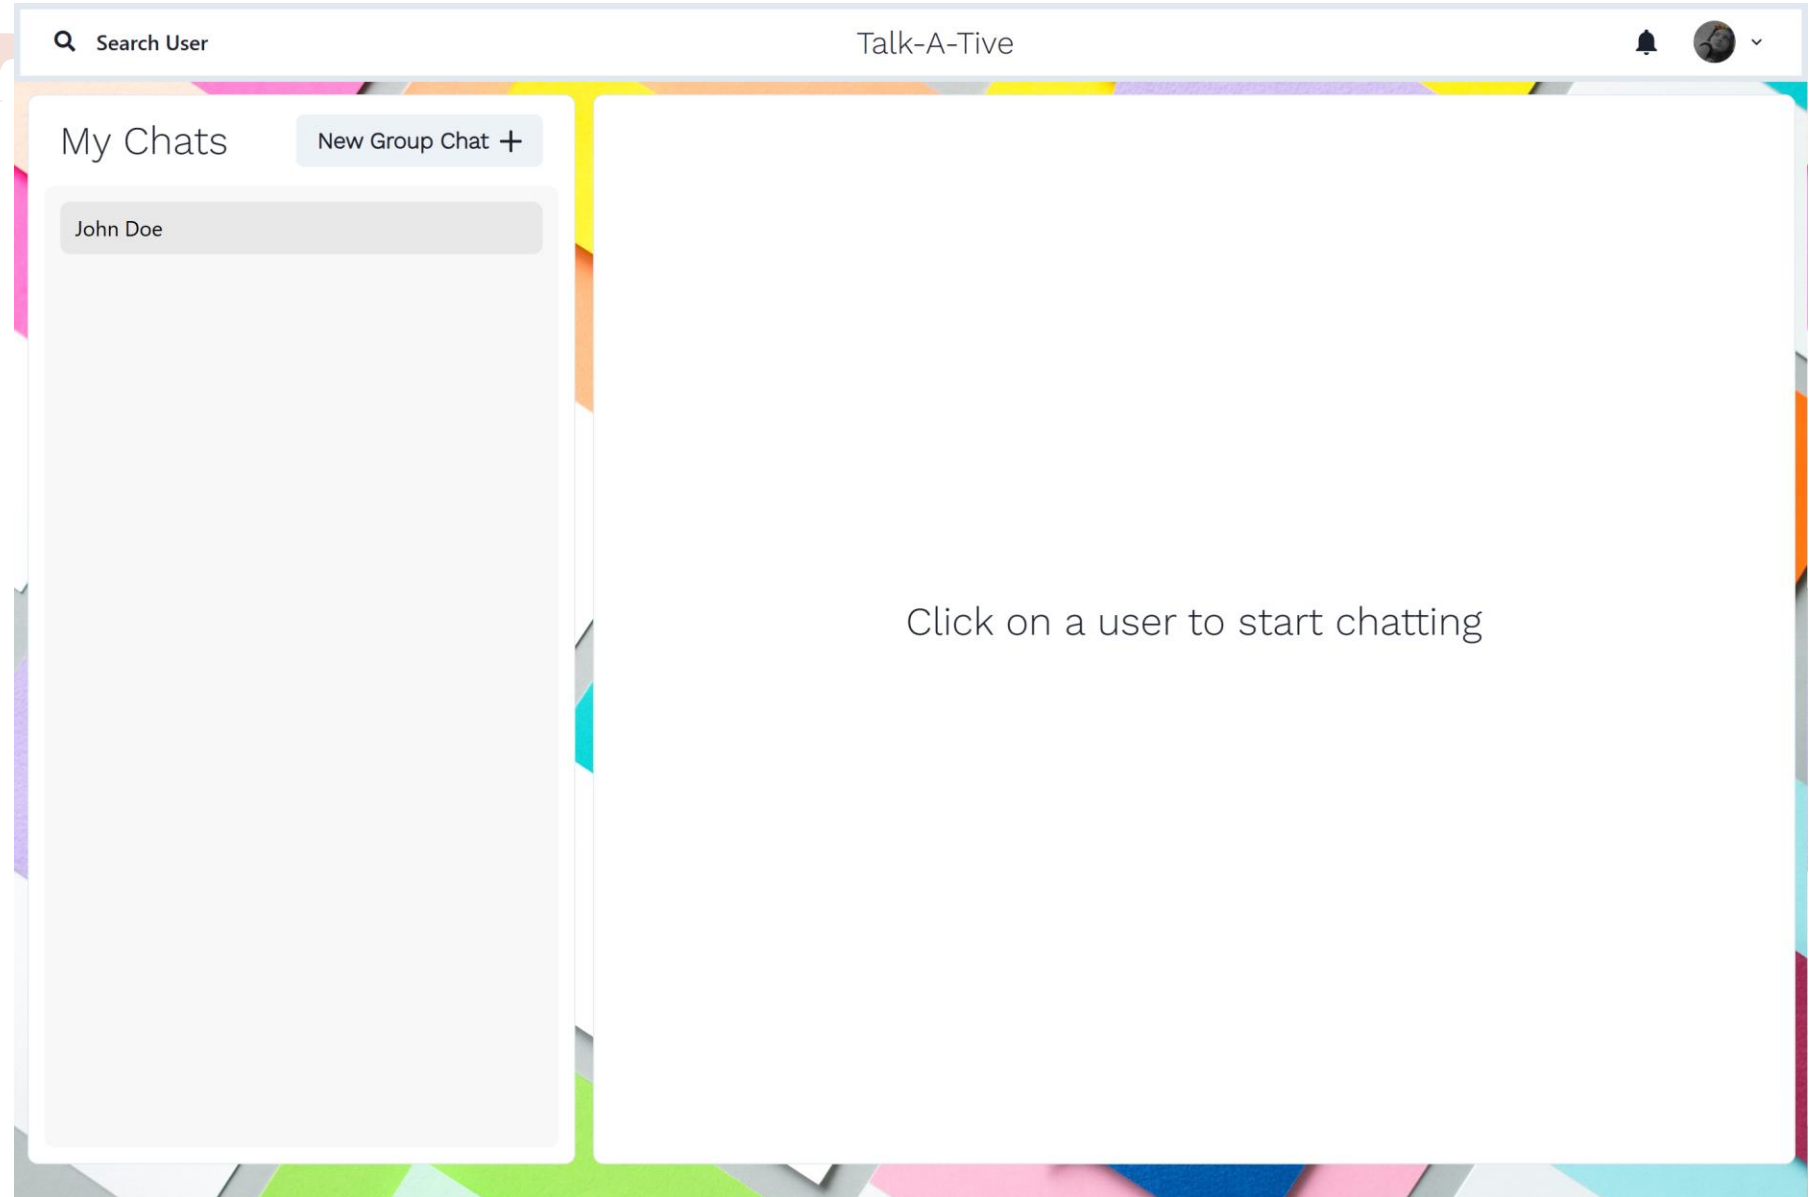 Search User
Talk-A-Tive
My Chats
New Group Chat +
John Doe
Click on a user to start chatting